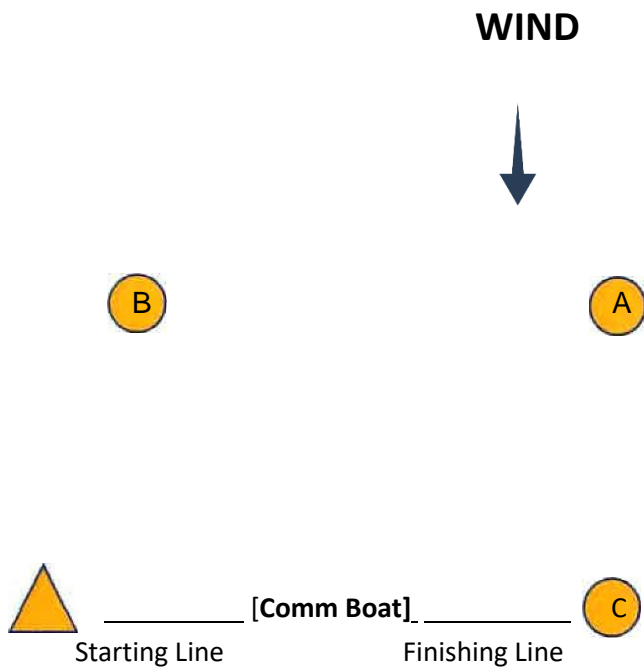 WIND
B
A
[Comm Boat]
C
Starting Line
Finishing Line